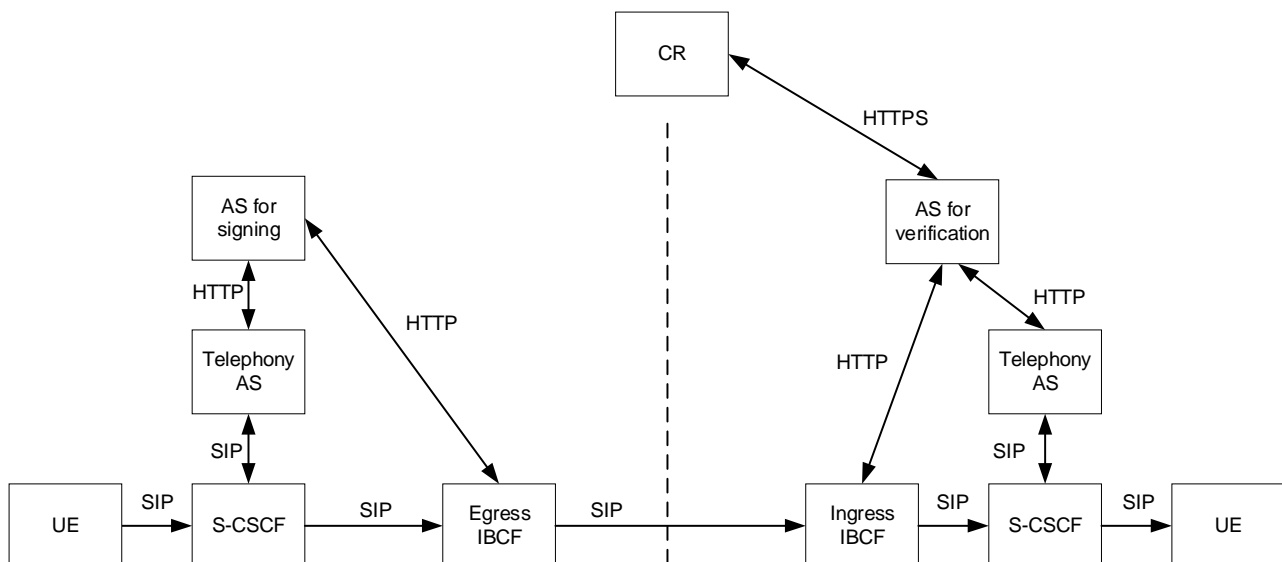 CR
HTTPS
AS for
signing
AS for
verification
HTTP
HTTP
HTTP
HTTP
Telephony
AS
Telephony
AS
SIP
SIP
UE
SIP
S-CSCF
SIP
Egress
IBCF
SIP
Ingress
IBCF
SIP
S-CSCF
SIP
UE